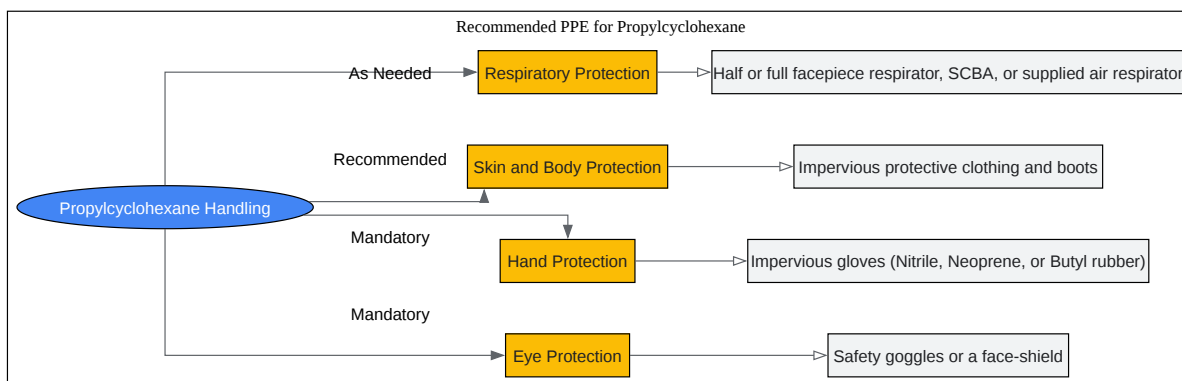 Recommended PPE for Propylcyclohexane
As Needed
Respiratory Protection
Half or full facepiece respirator, SCBA, or supplied air respirator
Recommended
Skin and Body Protection
Impervious protective clothing and boots
Propylcyclohexane Handling
Mandatory
Hand Protection
Impervious gloves (Nitrile, Neoprene, or Butyl rubber)
Mandatory
Eye Protection
Safety goggles or a face-shield